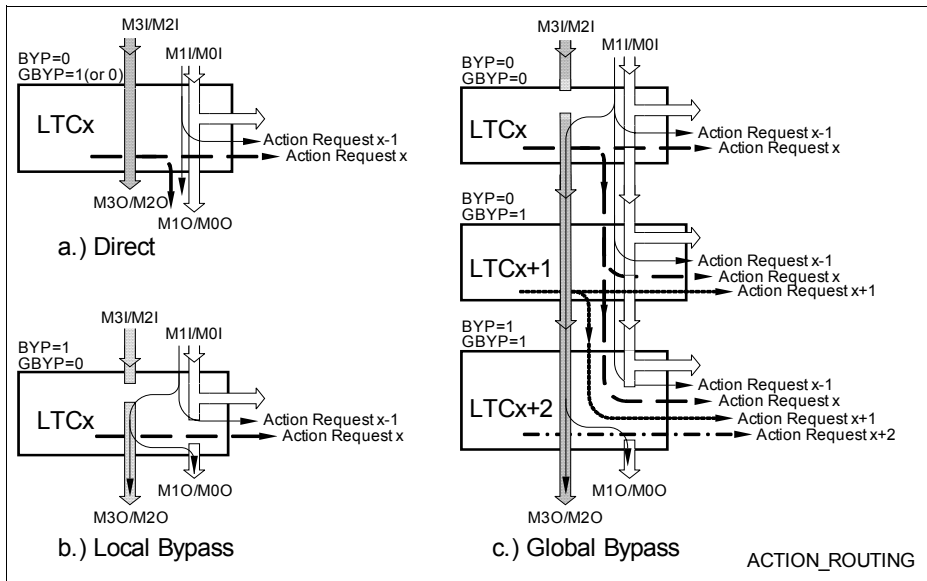 M3I/M2I
M1I/M0I
BYP=0
GBYP=1(or 0)
LTCx
Action Request x-1
Action Request x
M3O/M2O
M1O/M0O
a.) Direct
M3I/M2I
M1I/M0I
BYP=1
GBYP=0
LTCx
Action Request x-1
Action Request x
M1O/M0O
M3O/M2O
b.) Local Bypass
M3I/M2I
M1I/M0I
BYP=0
GBYP=0
LTCx
Action Request x-1
Action Request x
BYP=0
GBYP=1
LTCx+1
Action Request x-1
Action Request x
Action Request x+1
BYP=1
GBYP=1
LTCx+2
Action Request x-1
Action Request x
Action Request x+1
Action Request x+2
M1O/M0O
M3O/M2O
c.) Global Bypass
ACTION_ROUTING